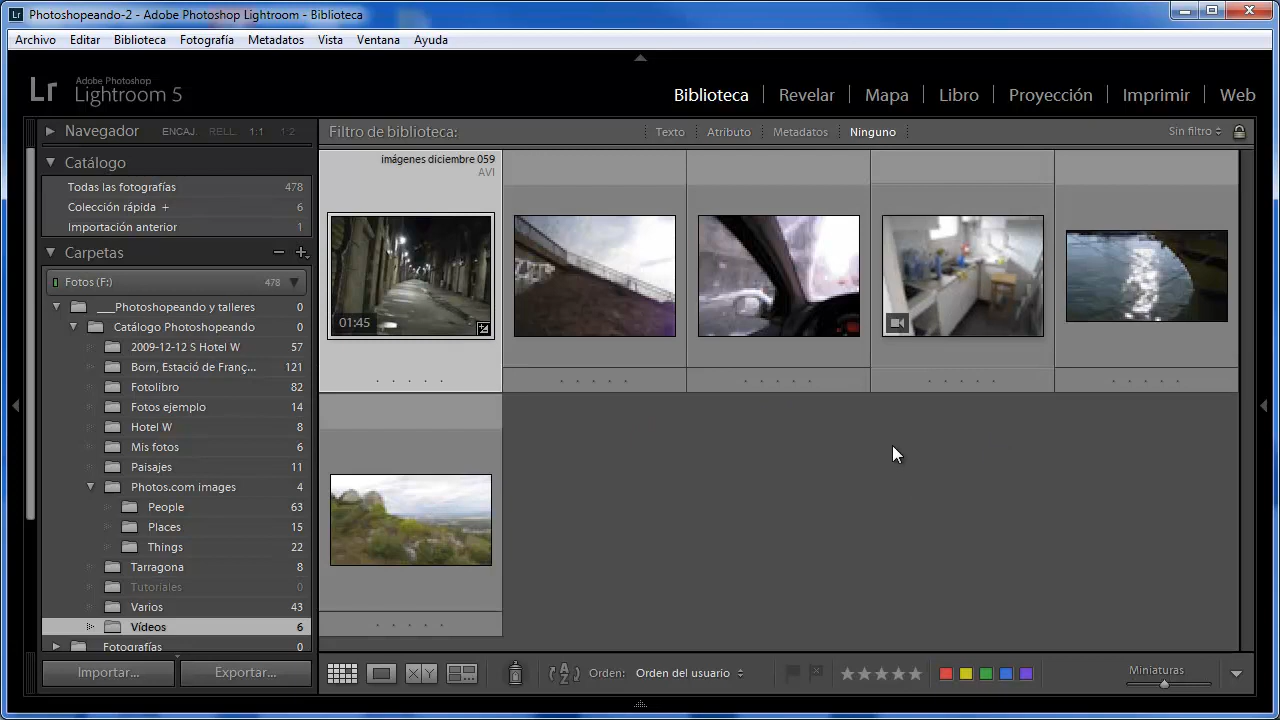 Photoshopeando-2 - Adobe Photoshop Lightroom - Biblioteca
Archivo Editar Biblioteca Fotografía Metadatos Vista Ventana Ayuda
Lr Adobe Photoshop
Lightroom 5
Biblioteca Revelar Mapa Libro Proyección Imprimir Web
Navegador ENCAJ. RELL. 1:1 1:2
Filtro de biblioteca: Texto Atributo Metadatos Ninguno Sin filtro
Catálogo
Todas las fotografías 478
Colección rápida + 6
Importación anterior 1
Carpetas
Fotos (F:) 478
___Photoshopeando y talleres 0
Catálogo Photoshopeando 0
2009-12-12 S Hotel W 57
Born, Estació de Franç... 121
Fotolibro 82
Fotos ejemplo 14
Hotel W 8
Mis fotos 6
Paisajes 11
Photos.com images 4
People 63
Places 15
Things 22
Tarragona 8
Tutoriales 0
Varios 43
Vídeos 6
Fotografías 0
Importar... Exportar...
imágenes diciembre 059
AVI
01:45
XY
AZ
Orden: Orden del usuario
Miniaturas